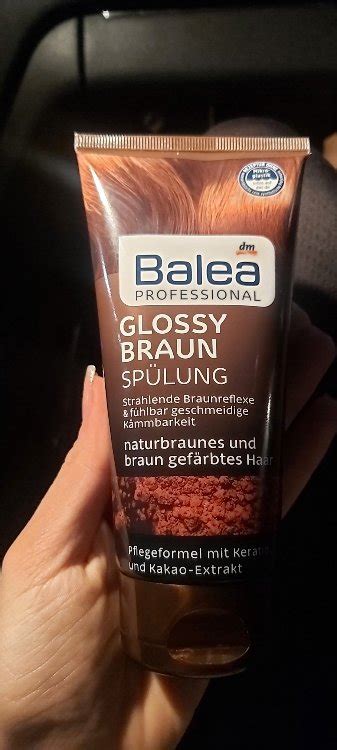 dm
Balea
PROFESSIONAL
GLOSSY
BRAUN
SPÜLUNG
Strahlende Braunreflexe
& fühlbar geschmeidige
Kämmbarkeit
naturbraunes und
braun gefärbtes Haar
Pflegeformel mit
und Kakao-Extrakt